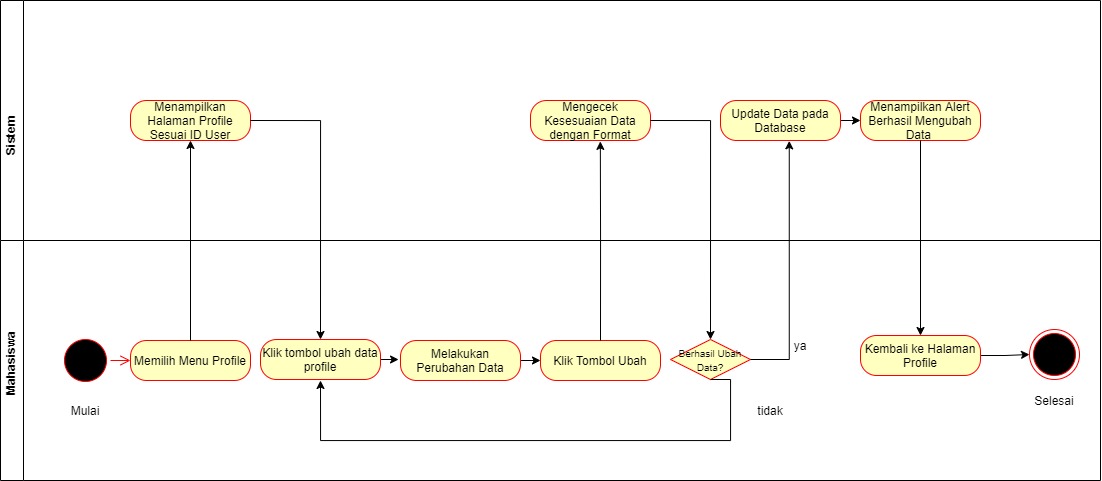 Sistem
Menampilkan
Halaman Profile
Sesuai ID User
Mengecek
Kesesuaian Data
dengan Format
Update Data pada
Database
Menampilkan Alert
Berhasil Mengubah
Data
Mahasiswa
Mulai
Memilih Menu Profile
Klik tombol ubah data
profile
Melakukan
Perubahan Data
Klik Tombol Ubah
Berhasil Ubah
Data?
ya
tidak
Kembali ke Halaman
Profile
Selesai